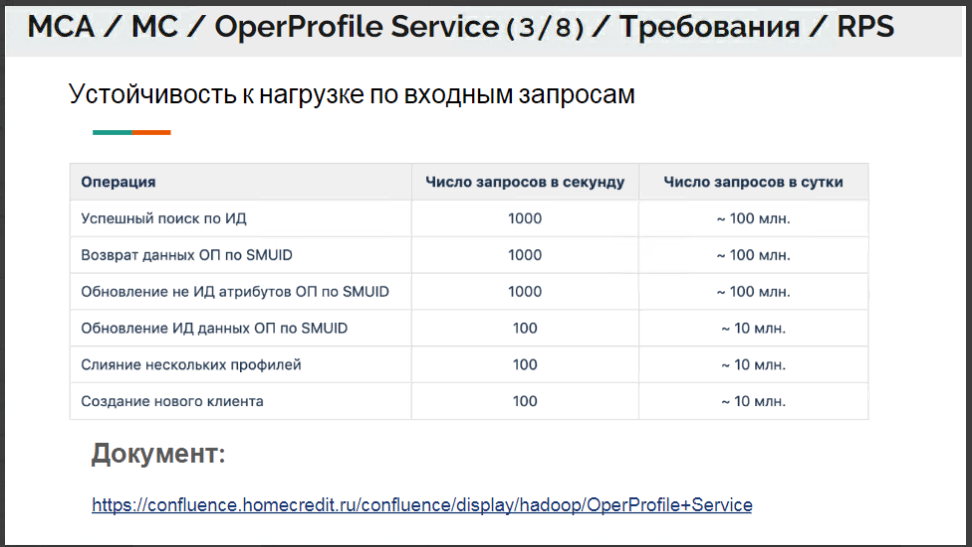 МСА / МС / OperProfile Service (3/8) / Требования / RPS
Устойчивость к нагрузке по входным запросам
Операция Число запросов в секунду Число запросов в сутки
Успешный поиск по ИД 1000 ~ 100 млн.
Возврат данных ОП по SMUID 1000 ~ 100 млн.
Обновление не ИД атрибутов ОП по SMUID 1000 ~ 100 млн.
Обновление ИД данных ОП по SMUID 100 ~ 10 млн.
Слияние нескольких профилей 100 ~ 10 млн.
Создание нового клиента 100 ~ 10 млн.
Документ:
https://confluence.homecredit.ru/confluence/display/hadoop/OperProfile+Service